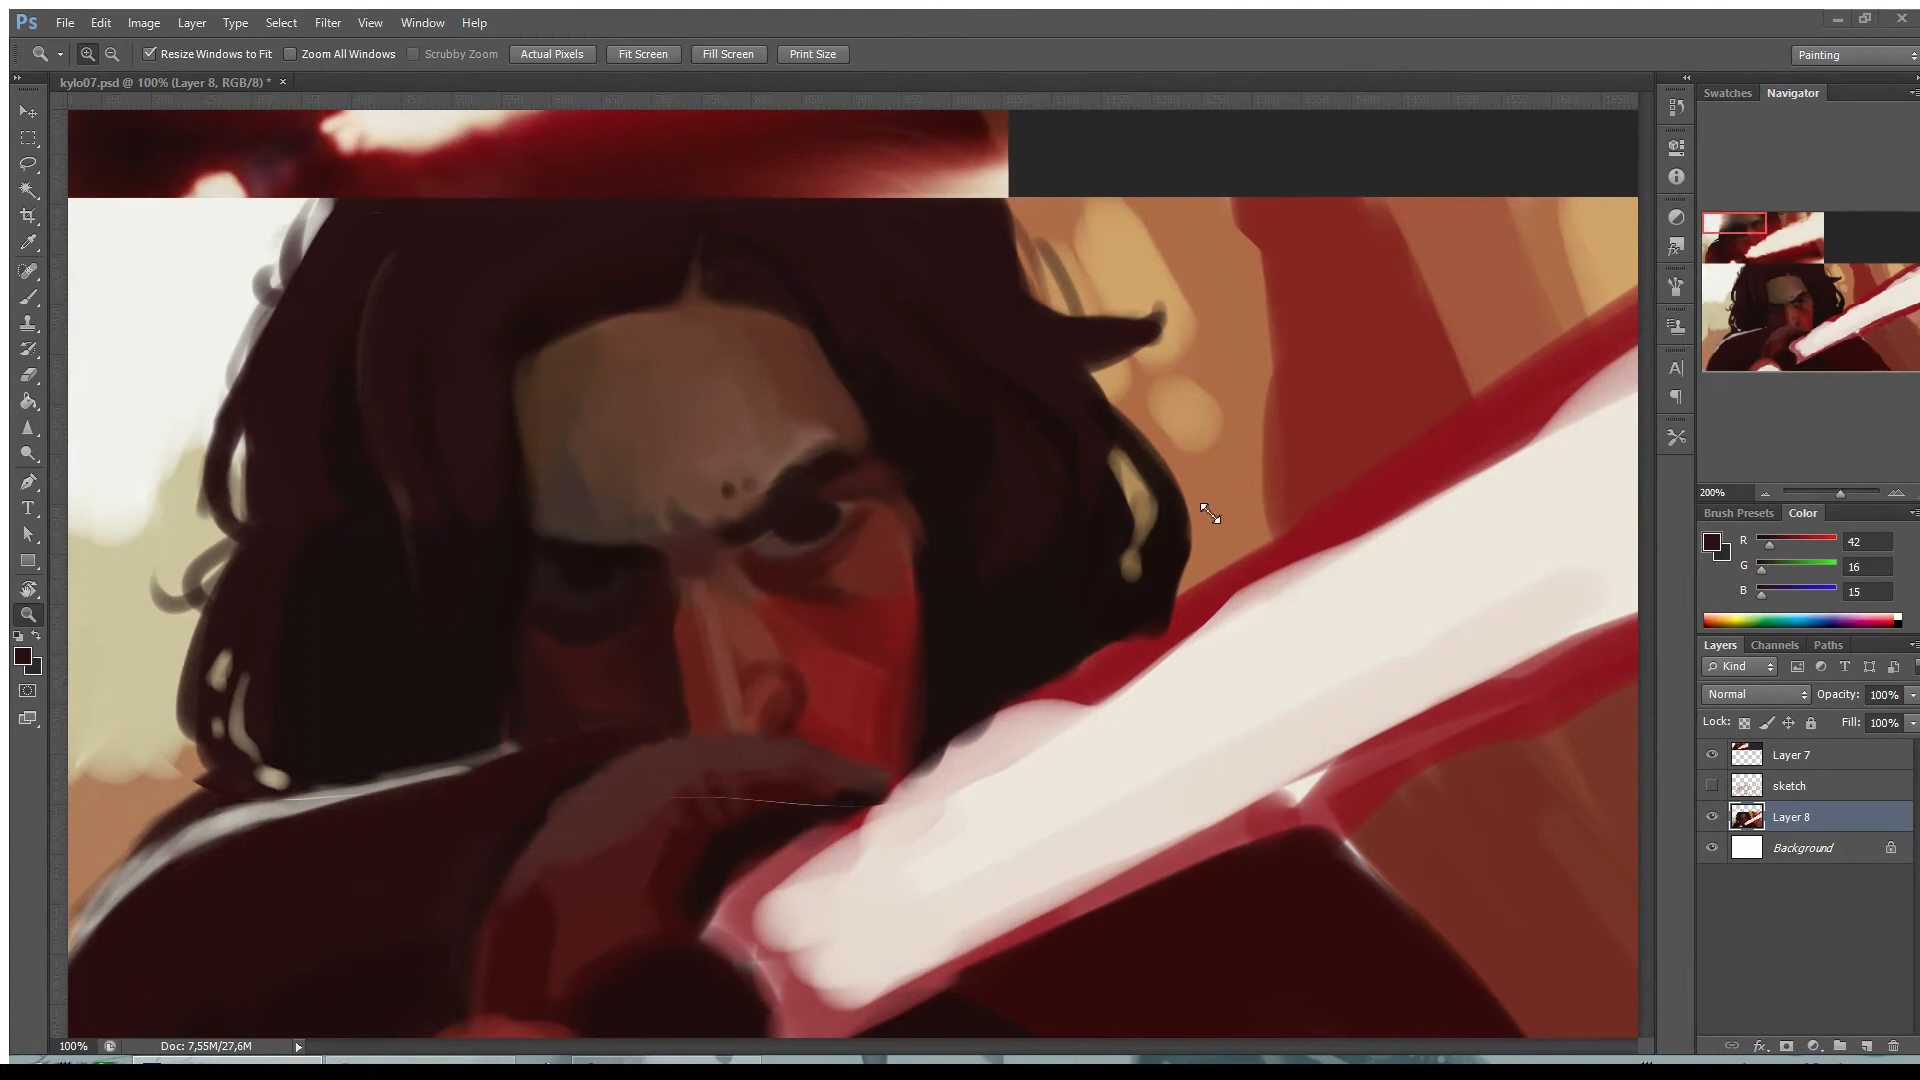 Ps File Edit Image Layer Type Select Filter View Window Help
Resize Windows to Fit Zoom All Windows Scrubby Zoom Actual Pixels Fit Screen Fill Screen Print Size Painting
kylo07.psd @ 100% (Layer 8, RGB/8) * ×
Swatches Navigator
200%
Brush Presets Color
R 42
G 16
B 15
Layers Channels Paths
Kind
Normal Opacity: 100%
Lock: Fill: 100%
Layer 7
sketch
Layer 8
Background
100% Doc: 7,55M/27,6M